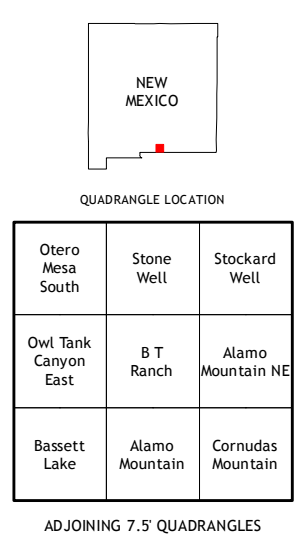 NEW
MEXICO
QUADRANGLE LOCATION
Otero
Mesa
South
Stone
Well
Stockard
Well
Owl Tank
Canyon
East
B T
Ranch
Alamo
Mountain NE
Bassett
Lake
Alamo
Mountain
Cornudas
Mountain
ADJOINING 7.5' QUADRANGLES